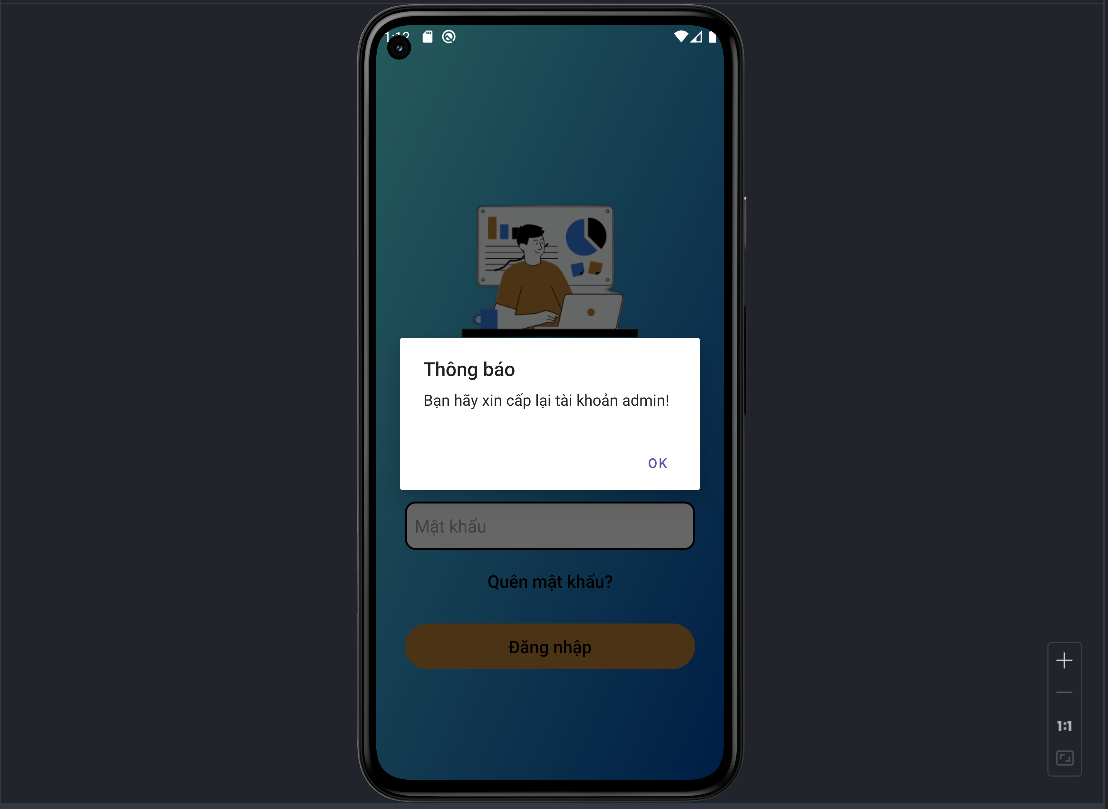 Thông báo
Bạn hãy xin cấp lại tài khoản admin!
OK
Mật khẩu
Quên mật khẩu?
Đăng nhập
1:1